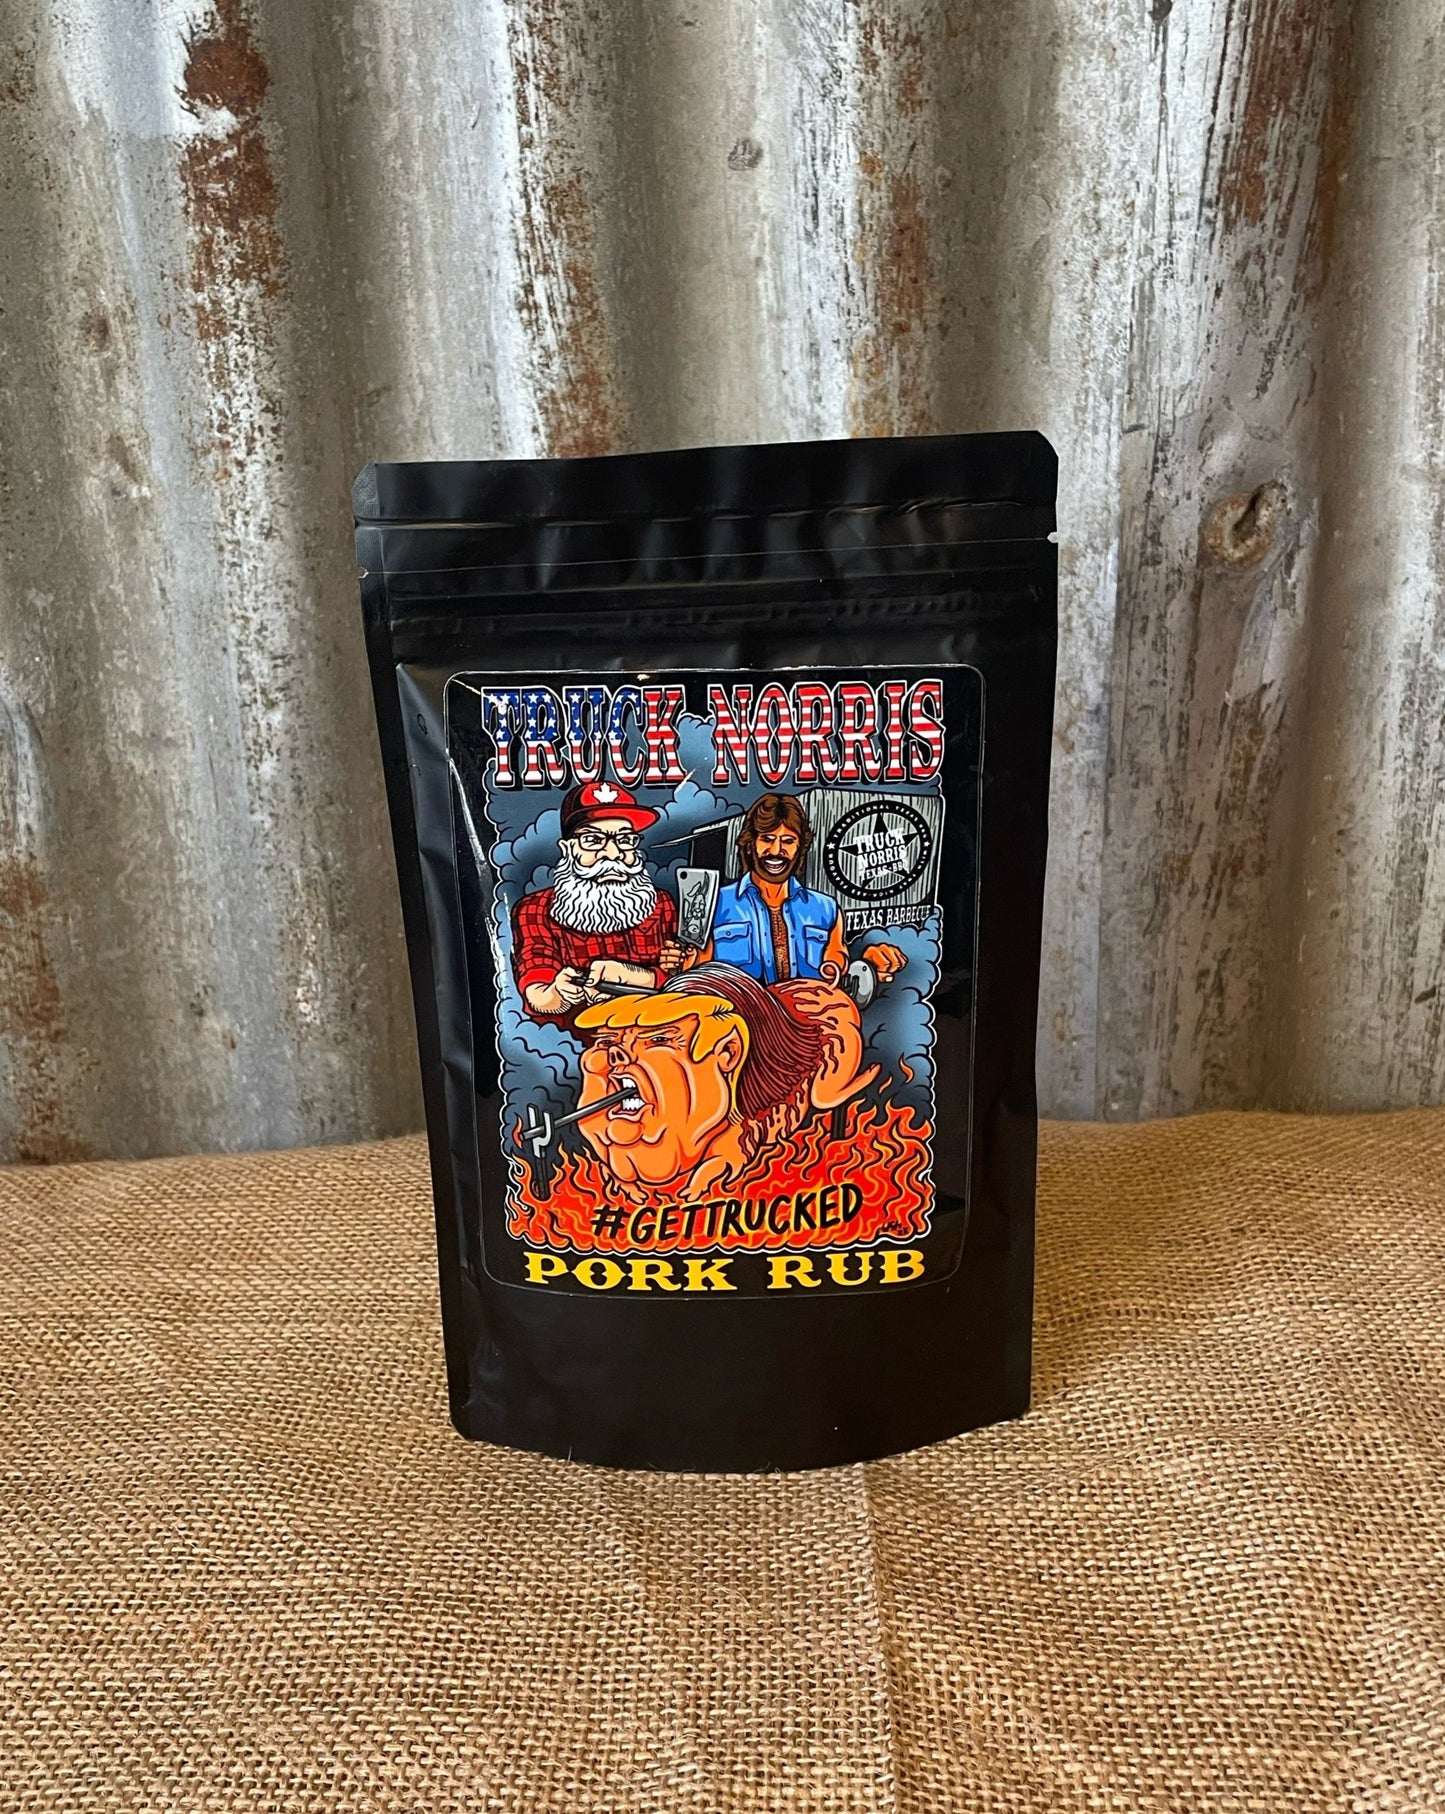 TRUCK NORRIS
TRUCK
NORRIS
TEXAS BBQ
TEXAS BARBECUE
#GETTRUCKED
PORK RUB